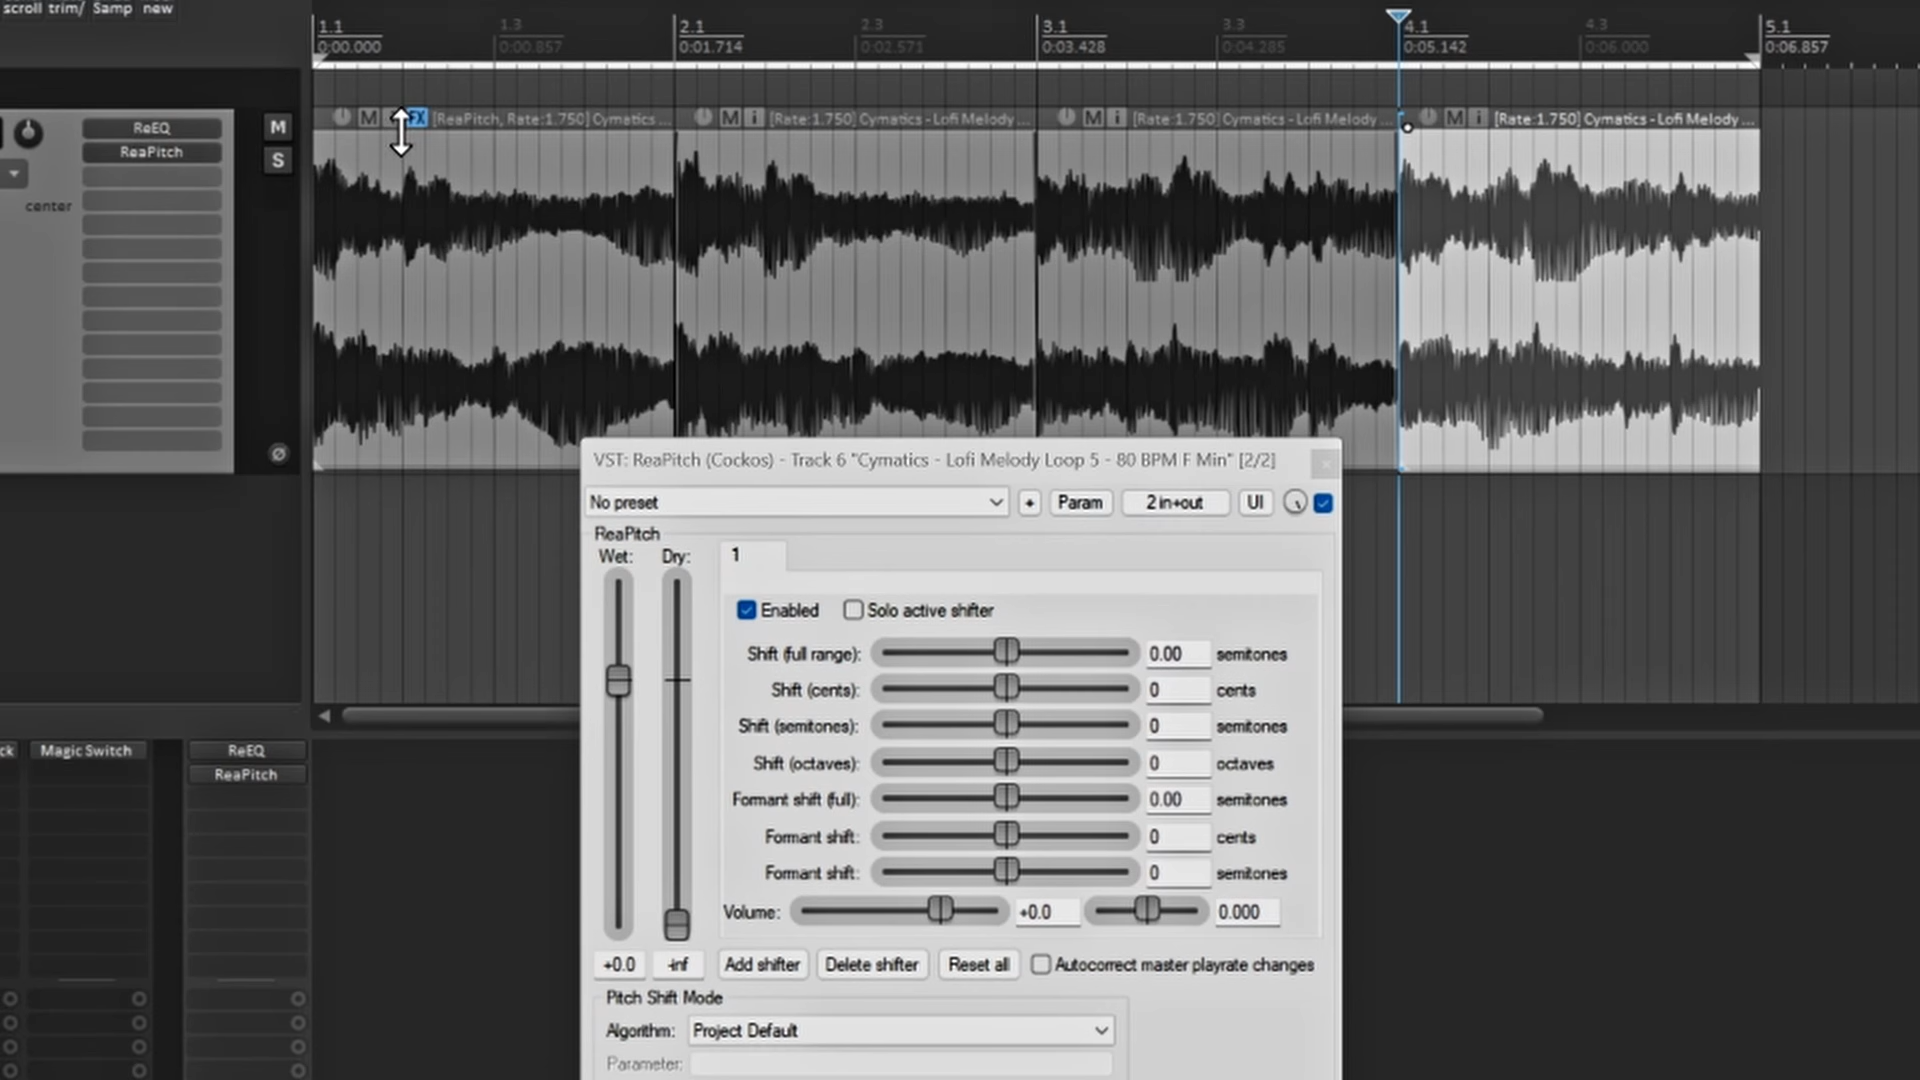 scroll trim/ Samp new
1.1 1.3 2.1 2.3 3.1 3.3 4.1 4.3 5.1
0:00.000 0:00.857 0:01.714 0:02.571 0:03.428 0:04.285 0:05.142 0:06.000 0:06.857
M FX [ReaPitch, Rate:1.750] Cymatics ...
M i [Rate:1.750] Cymatics - Lofi Melody ...
M i [Rate:1.750] Cymatics - Lofi Melody ...
M i [Rate:1.750] Cymatics - Lofi Melody ...
ReEQ
ReaPitch
M
S
center
VST: ReaPitch (Cockos) - Track 6 "Cymatics - Lofi Melody Loop 5 - 80 BPM F Min" [2/2]
No preset + Param 2 in+out UI
ReaPitch
Wet: Dry: 1
Enabled Solo active shifter
Shift (full range): 0.00 semitones
Shift (cents): 0 cents
Shift (semitones): 0 semitones
Shift (octaves): 0 octaves
Formant shift (full): 0.00 semitones
Formant shift: 0 cents
Formant shift: 0 semitones
Volume: +0.0 0.000
+0.0 -inf Add shifter Delete shifter Reset all Autocorrect master playrate changes
Pitch Shift Mode
Algorithm: Project Default
Parameter:
ck Magic Switch ReEQ
ReaPitch